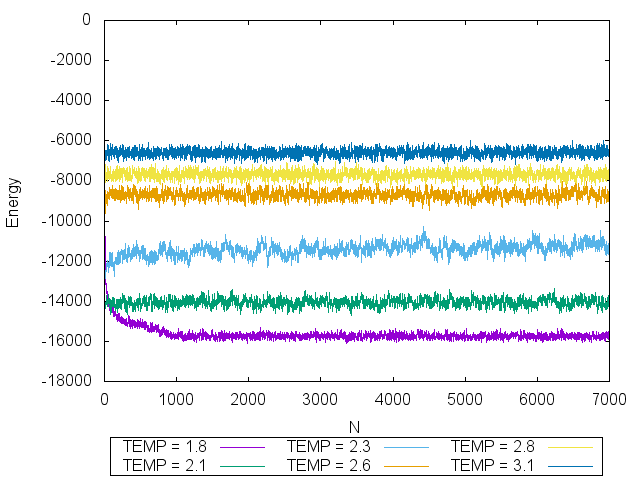 0
-2000
-4000
-6000
-8000
-10000
-12000
-14000
-16000
-18000
Energy
0 1000 2000 3000 4000 5000 6000 7000
N
TEMP = 1.8 TEMP = 2.3 TEMP = 2.8
TEMP = 2.1 TEMP = 2.6 TEMP = 3.1